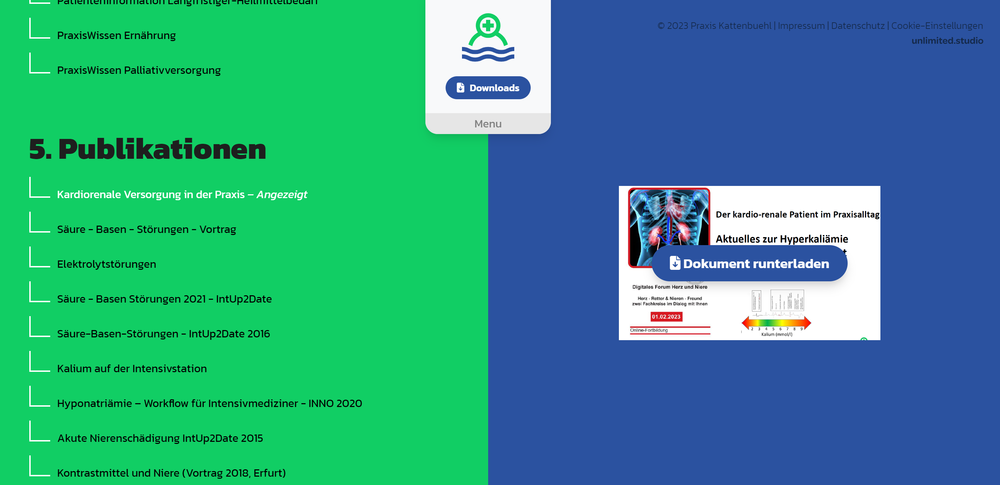 Patienteninformation Langfristiger-Heilmittelbedarf
PraxisWissen Ernährung
PraxisWissen Palliativversorgung
5. Publikationen
Kardiorenale Versorgung in der Praxis – Angezeigt
Säure - Basen - Störungen - Vortrag
Elektrolytstörungen
Säure - Basen Störungen 2021 - IntUp2Date
Säure-Basen-Störungen - IntUp2Date 2016
Kalium auf der Intensivstation
Hyponatriämie – Workflow für Intensivmediziner - INNO 2020
Akute Nierenschädigung IntUp2Date 2015
Kontrastmittel und Niere (Vortrag 2018, Erfurt)
Downloads
Menu
© 2023 Praxis Kattenbuehl | Impressum | Datenschutz | Cookie-Einstellungen
unlimited.studio
Der kardio-renale Patient im Praxisalltag
Aktuelles zur Hyperkaliämie
Dokument runterladen
Digitales Forum Herz und Niere
Herz - Retter & Nieren - Freund
zwei Fachkreise im Dialog mit Ihnen
01.02.2023
Online-Fortbildung
2 3 4 5 6 7 8 9
Kalium (mmol/l)